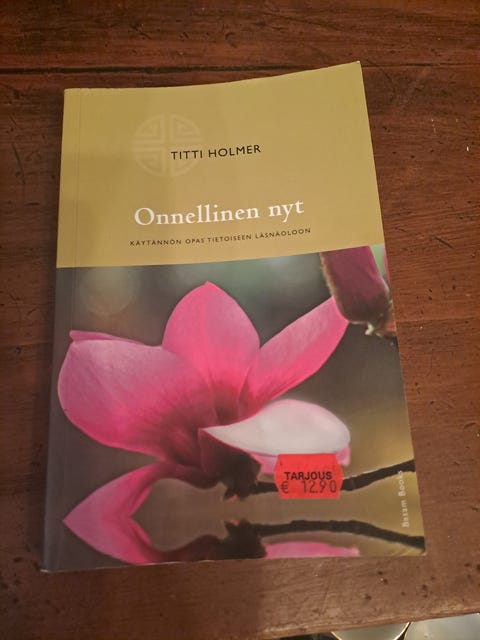 TITTI HOLMER
Onnellinen nyt
KÄYTÄNNÖN OPAS TIETOISEEN LÄSNÄOLOON
TARJOUS
€ 12.90
Basam Books